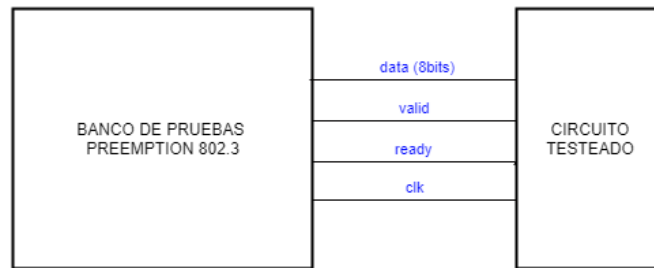 data (8bits)
valid
BANCO DE PRUEBAS
PREEMPTION 802.3
ready
CIRCUITO
TESTEADO
clk